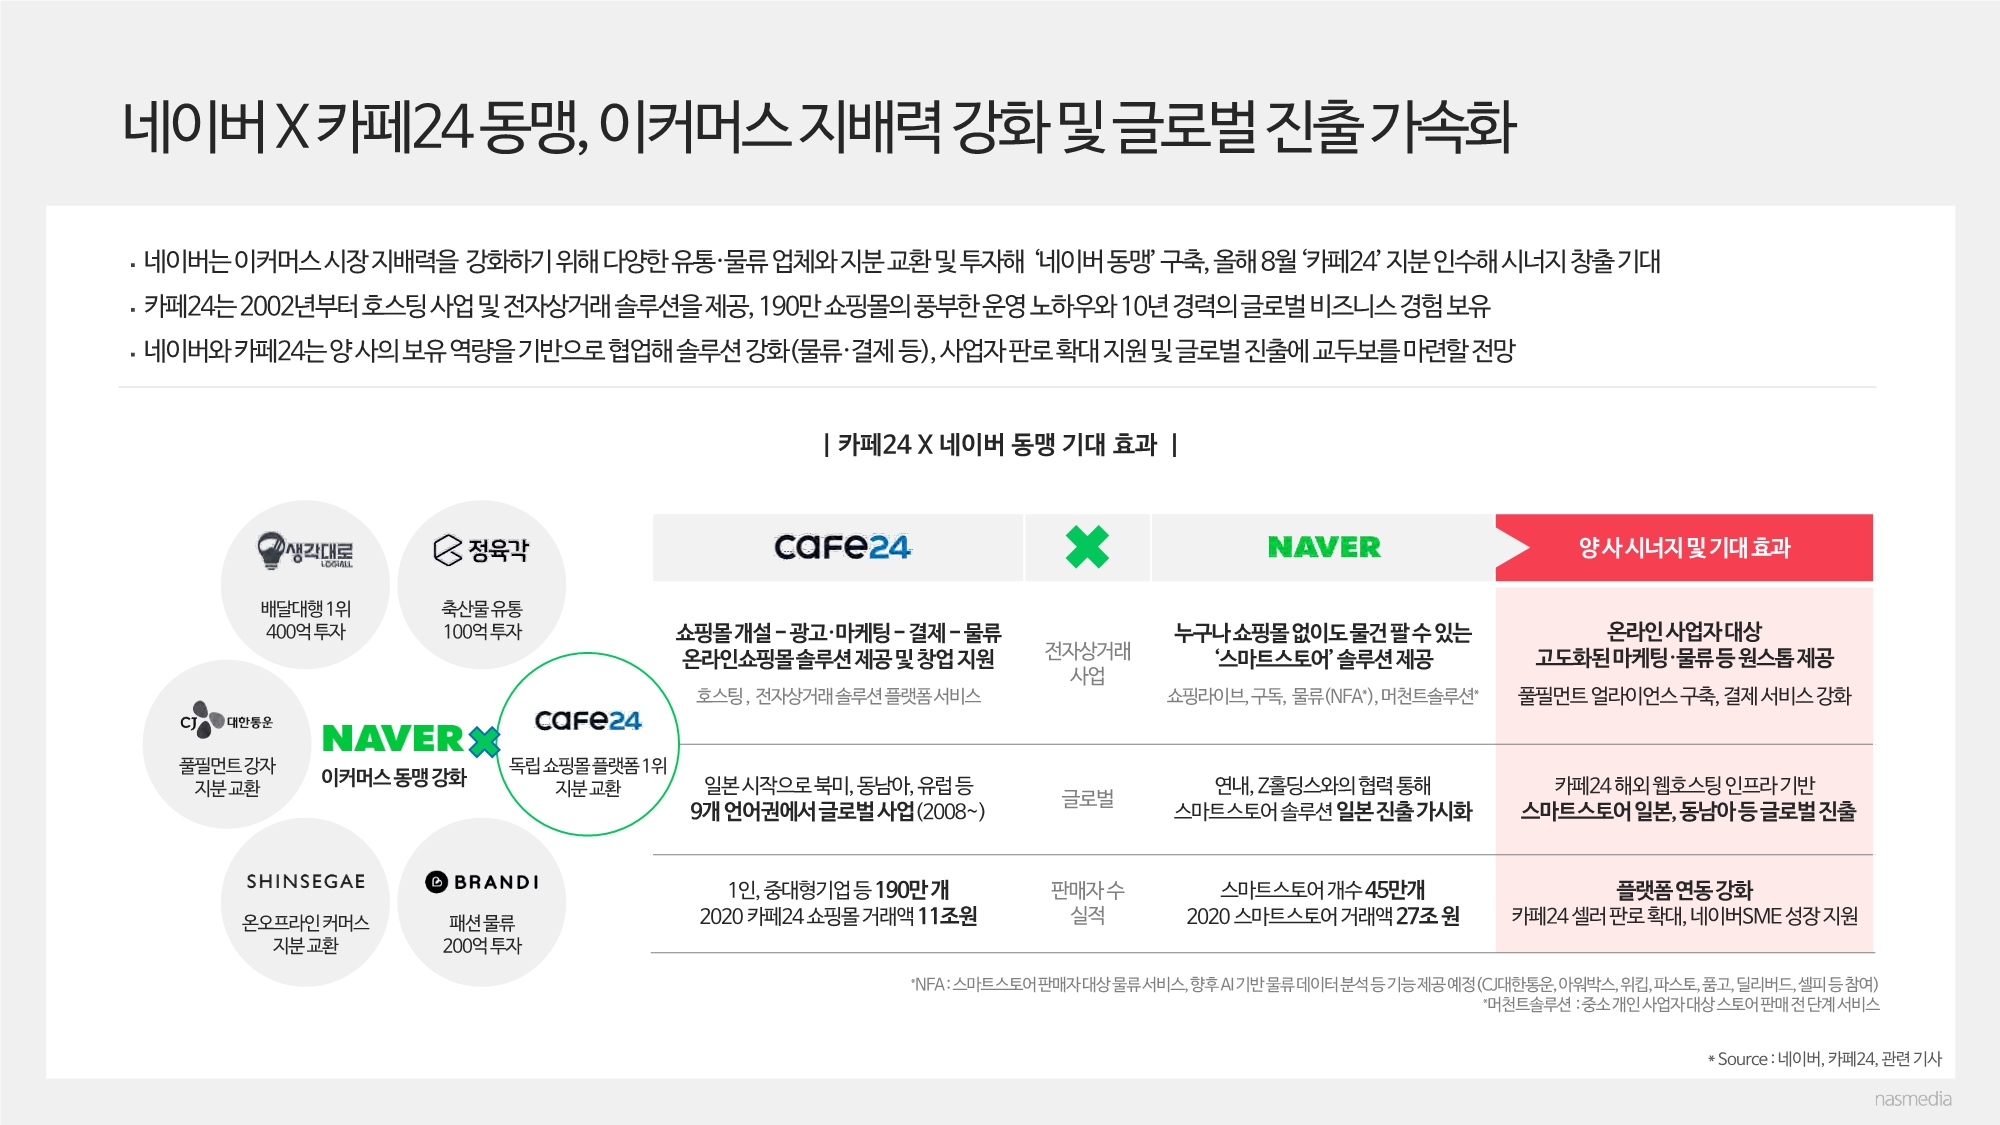 네이버 X 카페24 동맹, 이커머스 지배력 강화 및 글로벌 진출 가속화
· 네이버는 이커머스 시장 지배력을 강화하기 위해 다양한 유통·물류 업체와 지분 교환 및 투자해 ‘네이버 동맹’ 구축, 올해 8월 ‘카페24’ 지분 인수해 시너지 창출 기대
· 카페24는 2002년부터 호스팅 사업 및 전자상거래 솔루션을 제공, 190만 쇼핑몰의 풍부한 운영 노하우와 10년 경력의 글로벌 비즈니스 경험 보유
· 네이버와 카페24는 양 사의 보유 역량을 기반으로 협업해 솔루션 강화(물류·결제 등), 사업자 판로 확대 지원 및 글로벌 진출에 교두보를 마련할 전망
| 카페24 X 네이버 동맹 기대 효과 |
생각대로
LOGIALL
배달대행 1위
400억 투자
정육각
축산물 유통
100억 투자
CJ 대한통운
풀필먼트 강자
지분 교환
NAVER
이커머스 동맹 강화
cafe24
독립 쇼핑몰 플랫폼 1위
지분 교환
SHINSEGAE
온오프라인 커머스
지분 교환
BRANDI
패션 물류
200억 투자
cafe24
NAVER
양 사 시너지 및 기대 효과
쇼핑몰 개설 – 광고·마케팅 – 결제 – 물류
온라인쇼핑몰 솔루션 제공 및 창업 지원
호스팅, 전자상거래 솔루션 플랫폼 서비스
전자상거래
사업
누구나 쇼핑몰 없이도 물건 팔 수 있는
‘스마트스토어’ 솔루션 제공
쇼핑라이브, 구독, 물류(NFA*), 머천트솔루션*
온라인 사업자 대상
고도화된 마케팅·물류 등 원스톱 제공
풀필먼트 얼라이언스 구축, 결제 서비스 강화
일본 시작으로 북미, 동남아, 유럽 등
9개 언어권에서 글로벌 사업(2008~)
글로벌
연내, Z홀딩스와의 협력 통해
스마트스토어 솔루션 일본 진출 가시화
카페24 해외 웹호스팅 인프라 기반
스마트스토어 일본, 동남아 등 글로벌 진출
1인, 중대형기업 등 190만 개
2020 카페24 쇼핑몰 거래액 11조원
판매자 수
실적
스마트스토어 개수 45만개
2020 스마트스토어 거래액 27조 원
플랫폼 연동 강화
카페24 셀러 판로 확대, 네이버SME 성장 지원
*NFA : 스마트스토어 판매자 대상 물류 서비스, 향후 AI 기반 물류 데이터 분석 등 기능 제공 예정(CJ대한통운, 아워박스, 위킵, 파스토, 품고, 딜리버드, 셀피 등 참여)
*머천트솔루션 : 중소 개인 사업자 대상 스토어 판매 전 단계 서비스
* Source : 네이버, 카페24, 관련 기사
nasmedia